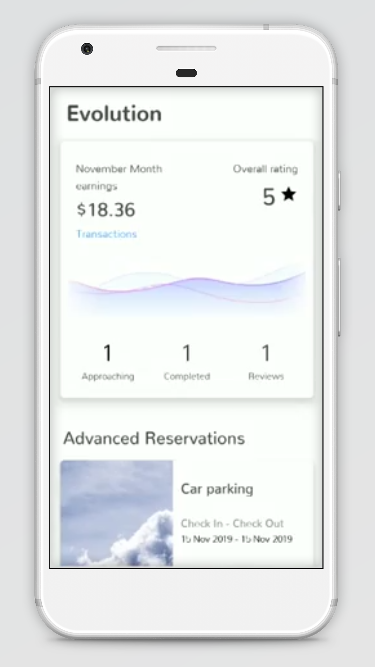 Evolution
November Month
earnings
Overall rating
$18.36
5
Transactions
1
1
1
Approaching
Completed
Reviews
Advanced Reservations
Car parking
Check In - Check Out
15 Nov 2019 - 15 Nov 2019